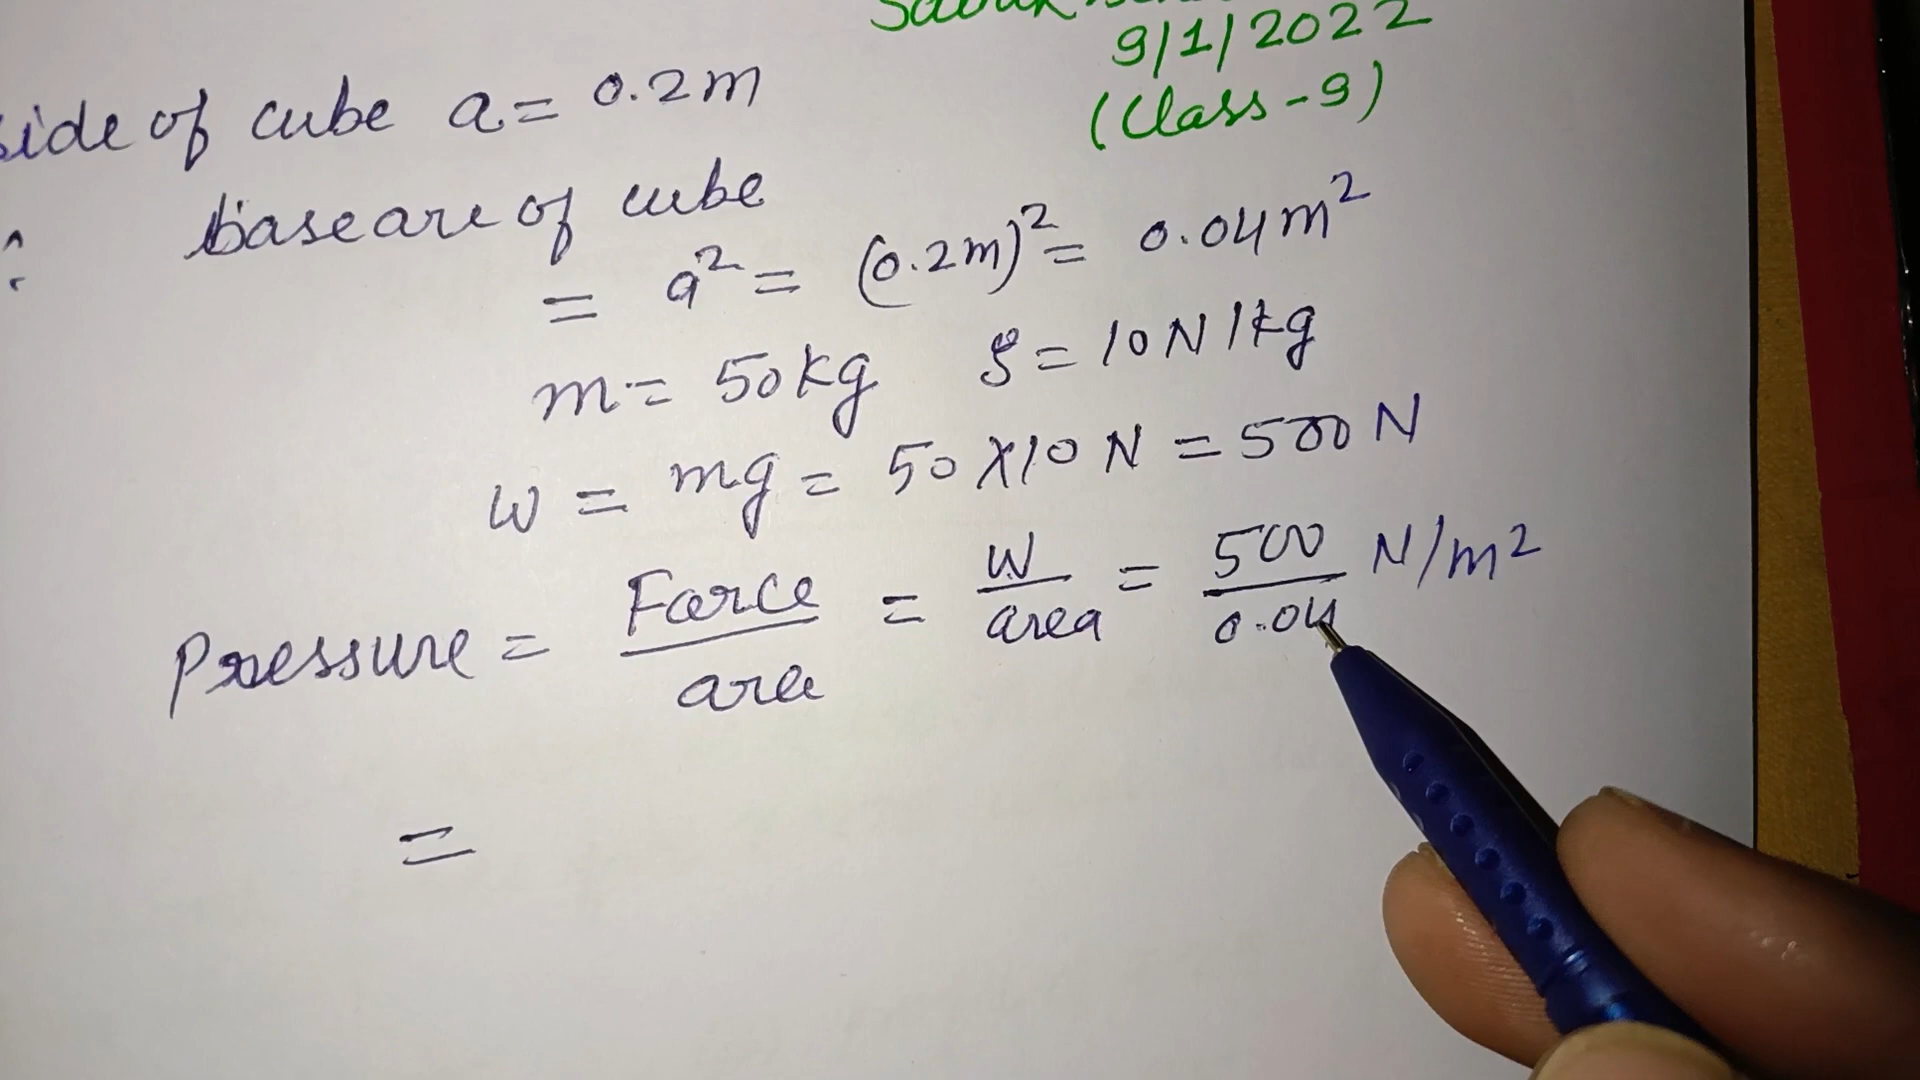 9/1/2022
(Class-9)
side of cube a = 0.2m
∴ base are of cube
= a² = (0.2m)² = 0.04m²
m = 50kg g = 10N/kg
W = mg = 50 X 10 N = 500 N
Pressure = Force/area = W/area = 500/0.04 N/m²
=